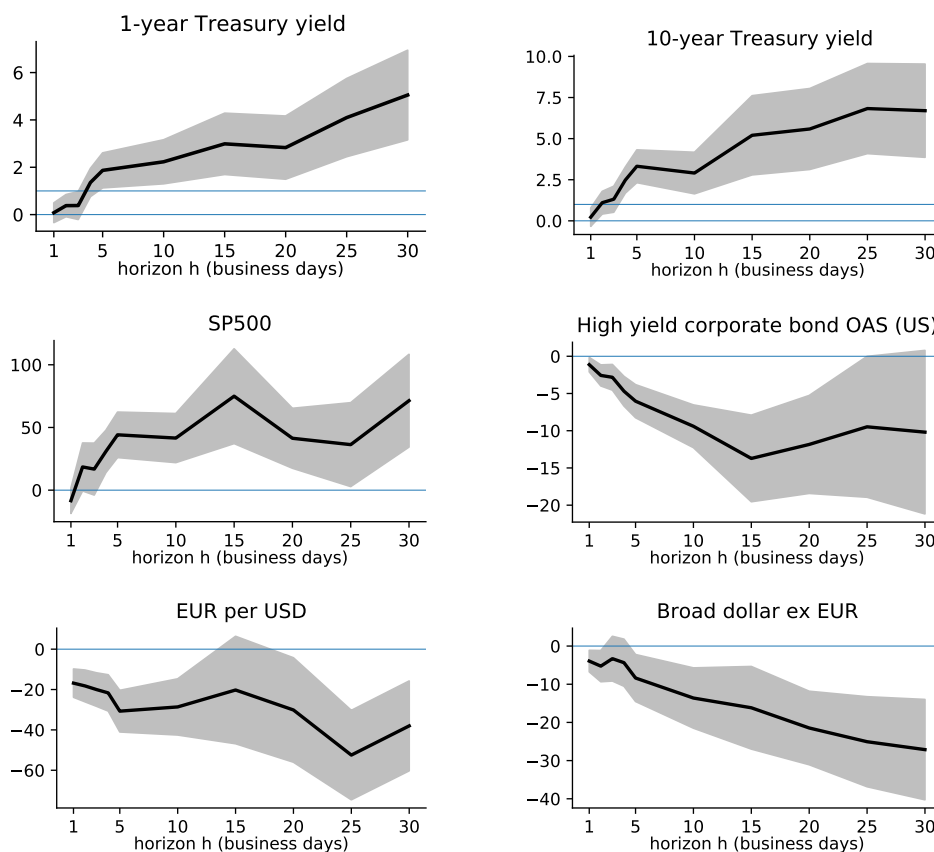 1-year Treasury yield
6
4
2
0
1 5 10 15 20 25 30
horizon h (business days)
10-year Treasury yield
10.0
7.5
5.0
2.5
0.0
1 5 10 15 20 25 30
horizon h (business days)
SP500
100
50
0
1 5 10 15 20 25 30
horizon h (business days)
High yield corporate bond OAS (US)
0
−5
−10
−15
−20
1 5 10 15 20 25 30
horizon h (business days)
EUR per USD
0
−20
−40
−60
1 5 10 15 20 25 30
horizon h (business days)
Broad dollar ex EUR
0
−10
−20
−30
−40
1 5 10 15 20 25 30
horizon h (business days)